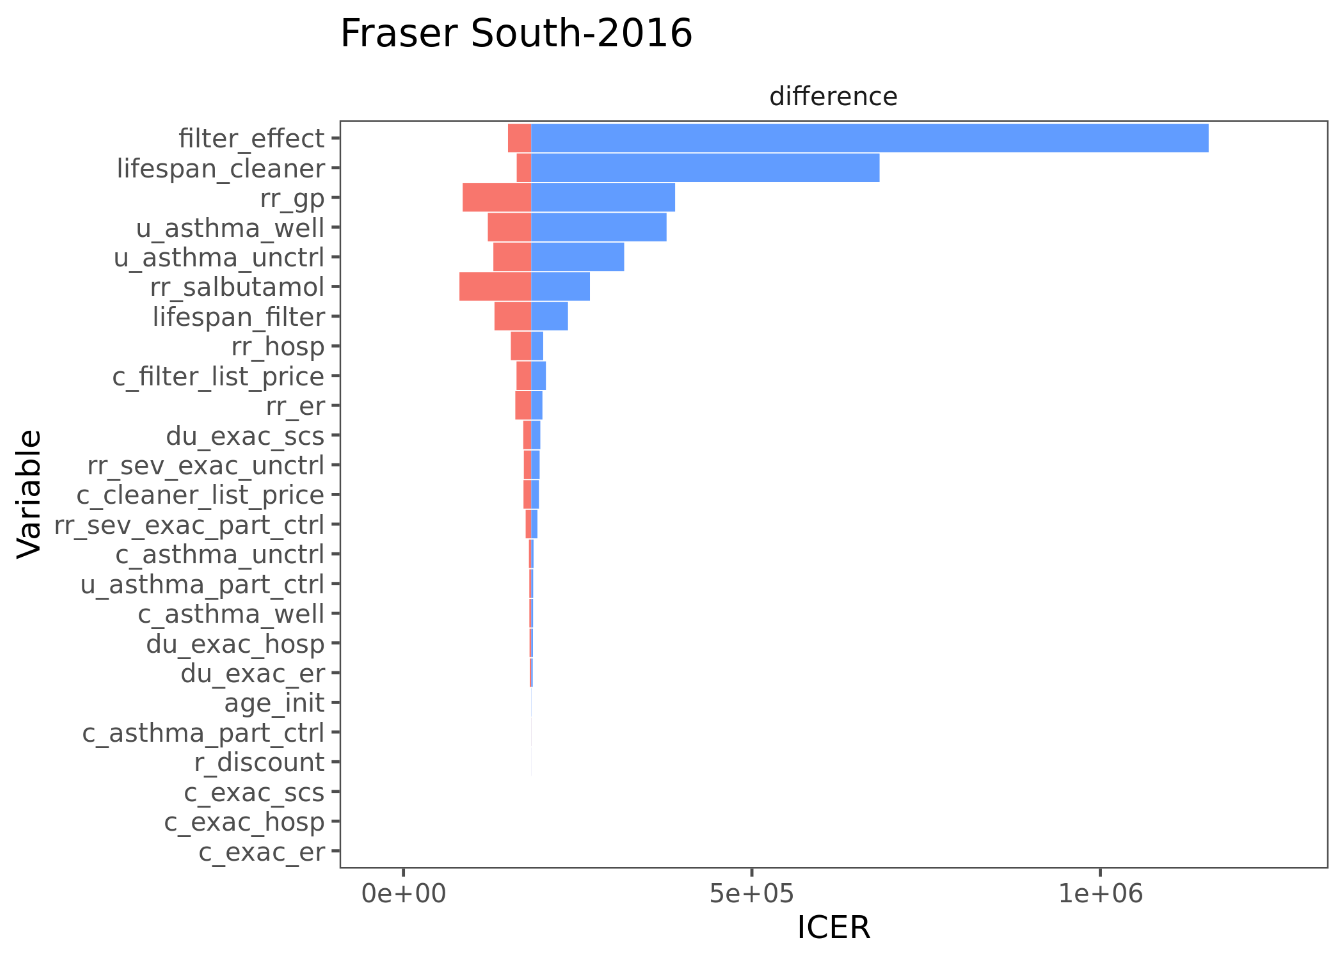 Fraser South-2016
difference
filter_effect
lifespan_cleaner
rr_gp
u_asthma_well
u_asthma_unctrl
rr_salbutamol
lifespan_filter
rr_hosp
c_filter_list_price
rr_er
du_exac_scs
rr_sev_exac_unctrl
c_cleaner_list_price
rr_sev_exac_part_ctrl
c_asthma_unctrl
u_asthma_part_ctrl
c_asthma_well
du_exac_hosp
du_exac_er
age_init
c_asthma_part_ctrl
r_discount
c_exac_scs
c_exac_hosp
c_exac_er
Variable
0e+00 5e+05 1e+06
ICER